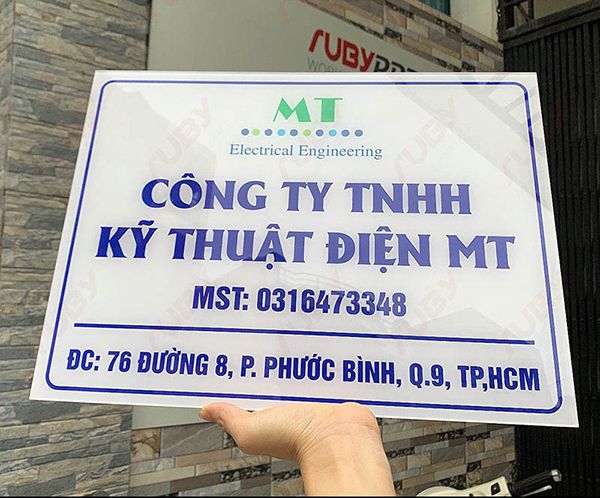 RUBY
MT
Electrical Engineering
CÔNG TY TNHH
KỸ THUẬT ĐIỆN MT
MST: 0316473348
ĐC: 76 ĐƯỜNG 8, P. PHƯỚC BÌNH, Q.9, TP,HCM